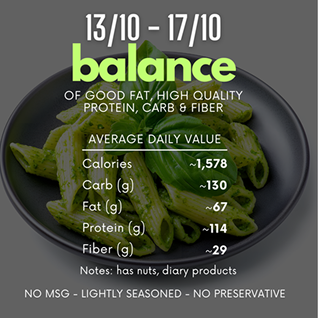 13/10 - 17/10
balance
OF GOOD FAT, HIGH QUALITY
PROTEIN, CARB & FIBER
AVERAGE DAILY VALUE
Calories ~1,578
Carb (g) ~130
Fat (g) ~67
Protein (g) ~114
Fiber (g) ~29
Notes: has nuts, diary products
NO MSG - LIGHTLY SEASONED - NO PRESERVATIVE